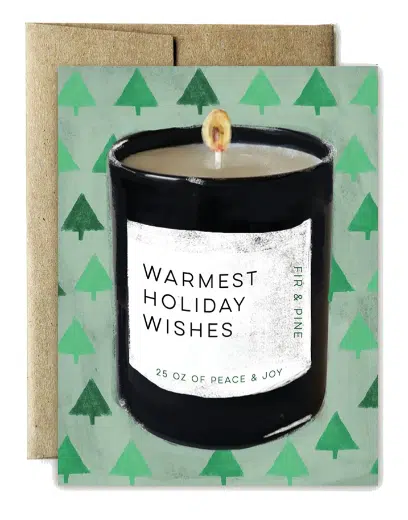 WARMEST
HOLIDAY
WISHES
FIR & PINE
25 OZ OF PEACE & JOY